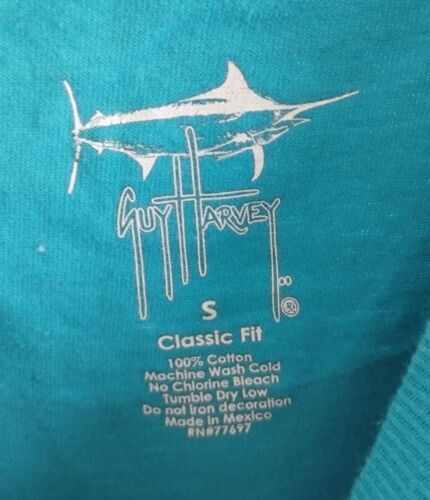 GUY HARVEY
®
S
Classic Fit
100% Cotton
Machine Wash Cold
No Chlorine Bleach
Tumble Dry Low
Do not iron decoration
Made in Mexico
RN#77697